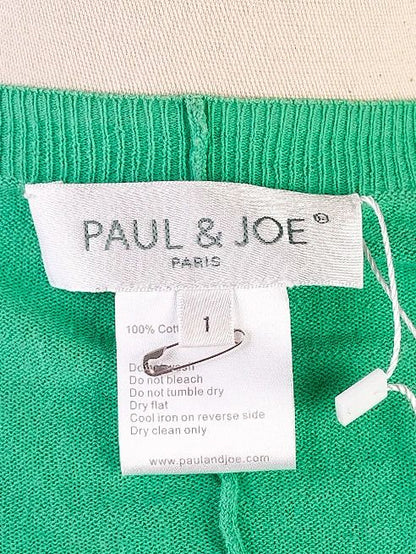 PAUL & JOE®
PARIS
1
100% Cott
Do
Do not bleach
Do not tumble dry
Dry flat
Cool iron on reverse side
Dry clean only
www.paulandjoe.com